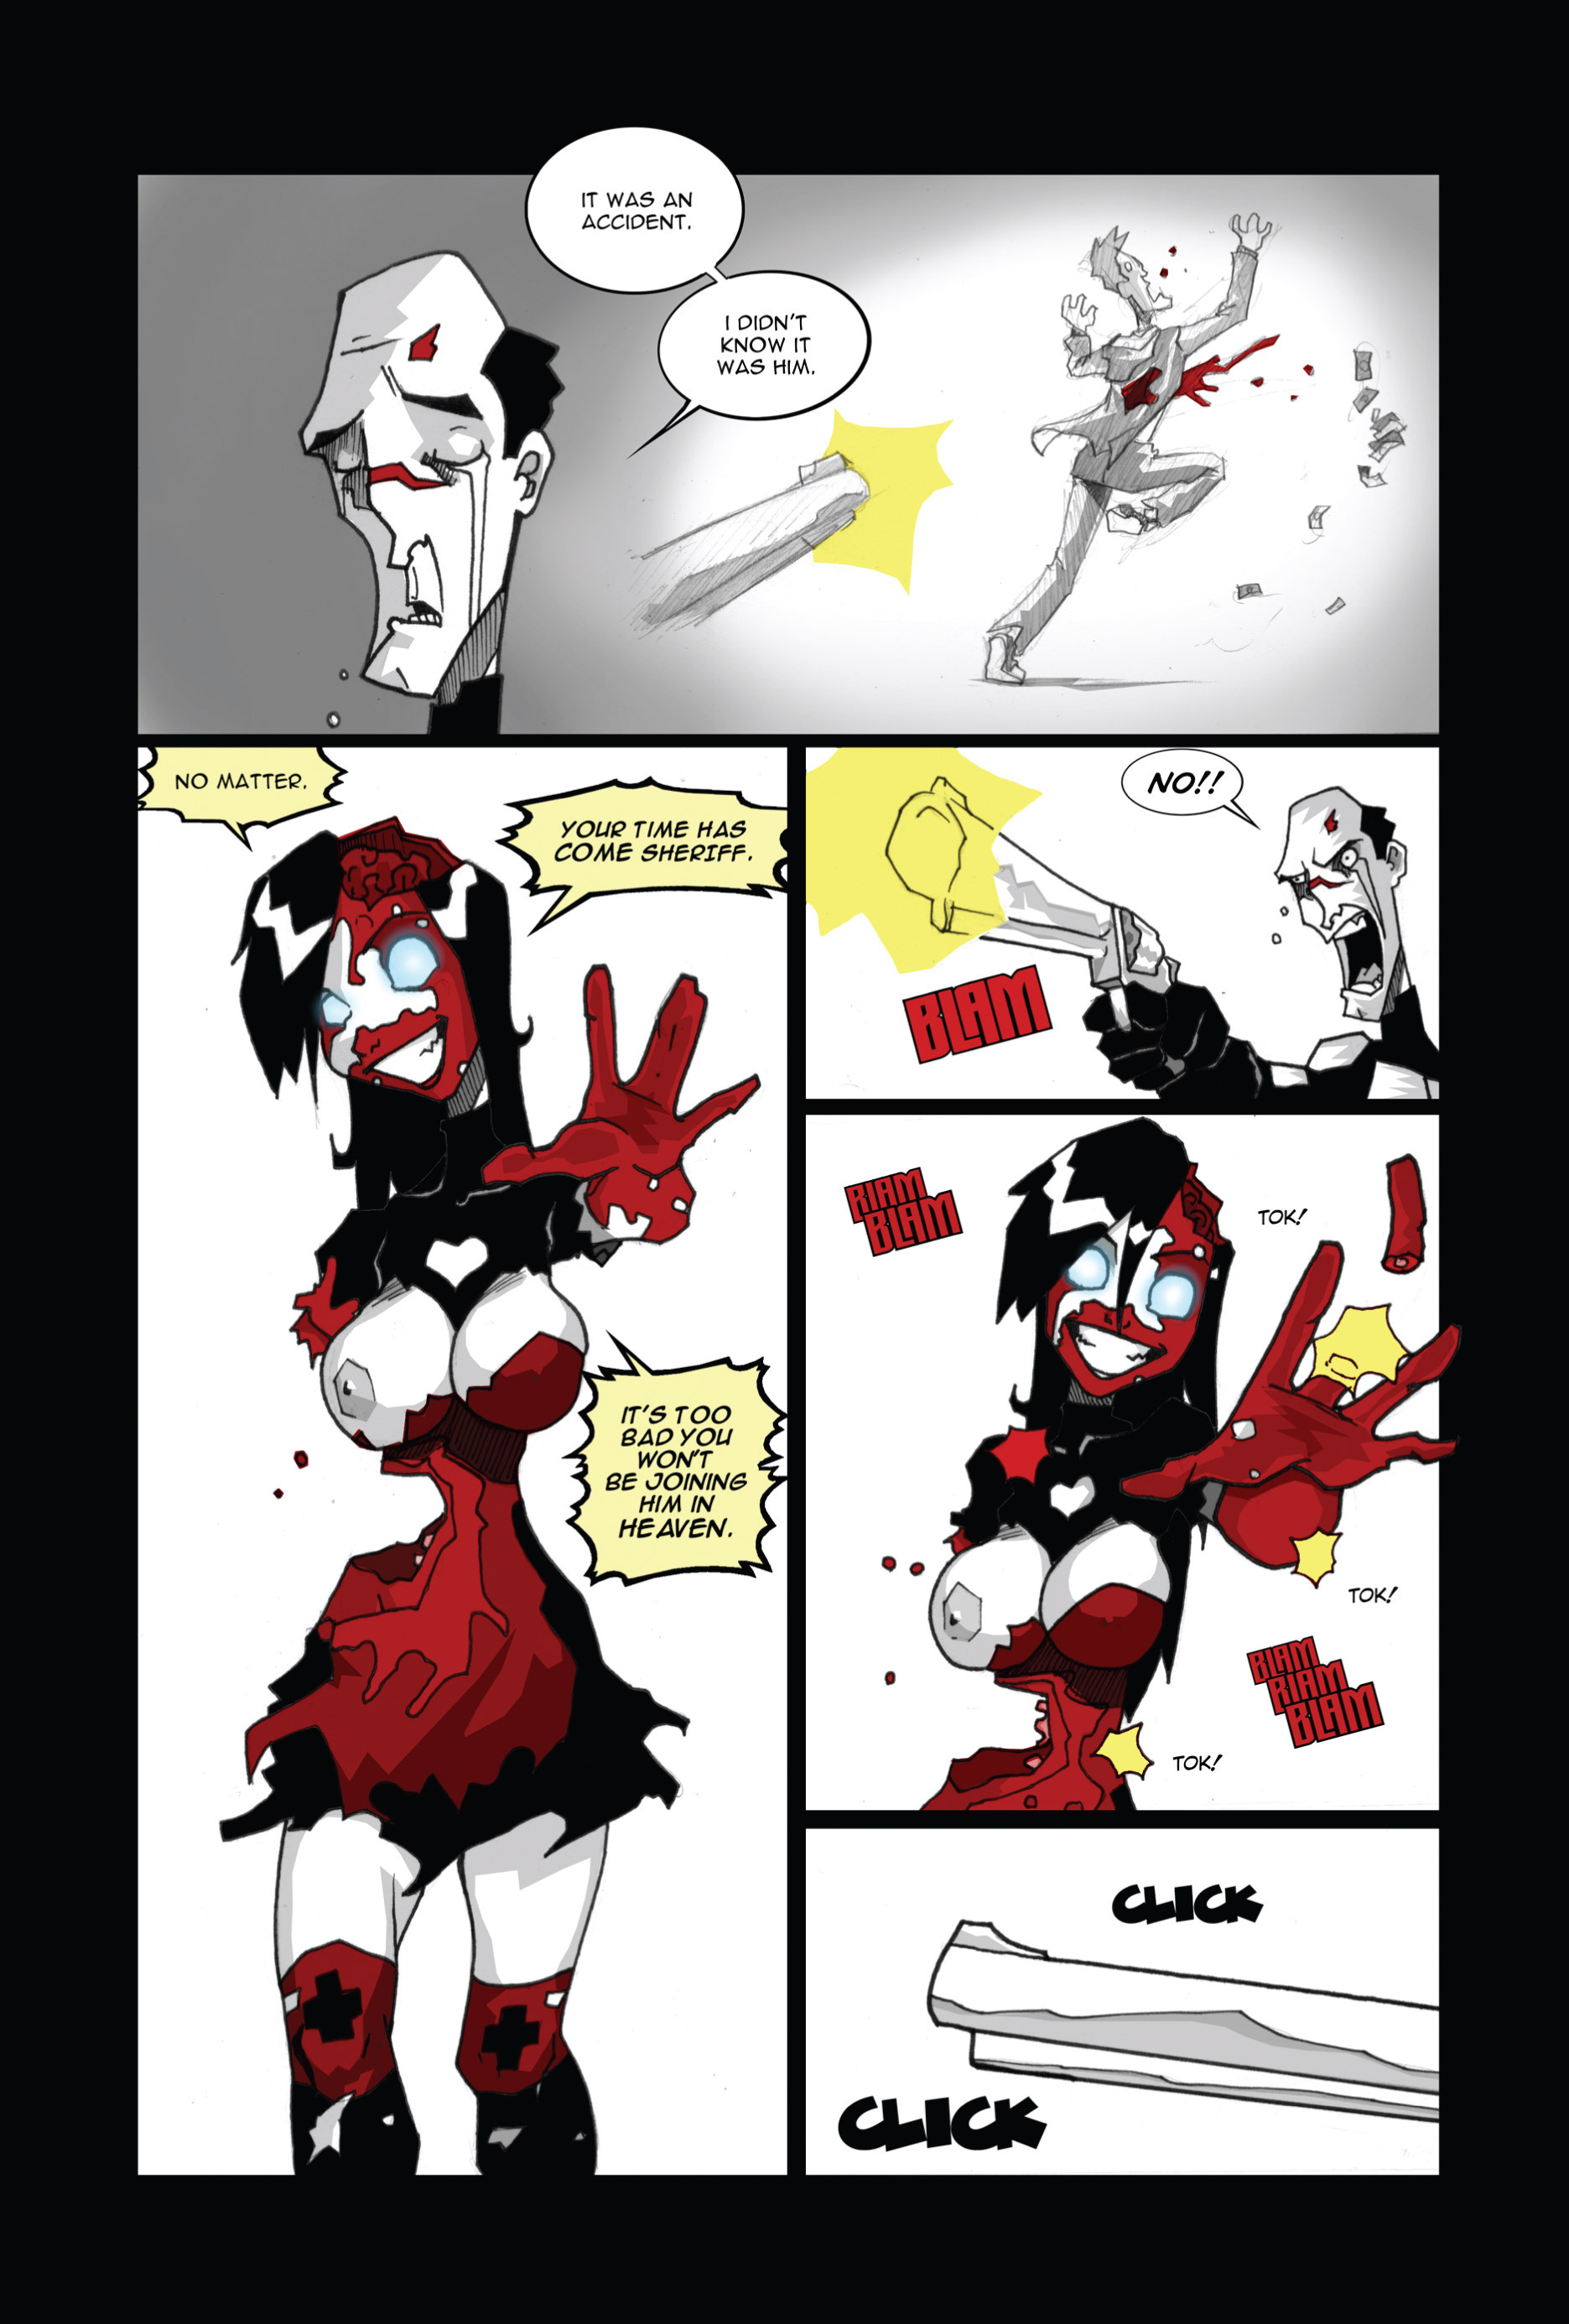 IT WAS AN
ACCIDENT.
I DIDN'T
KNOW IT
WAS HIM.
NO MATTER.
YOUR TIME HAS
COME SHERIFF.
IT'S TOO
BAD YOU
WON'T
BE JOINING
HIM IN
HEAVEN.
NO!!
BLAM
BLAM
BLAM
TOK!
TOK!
BLAM
BLAM
BLAM
TOK!
CLICK
CLICK